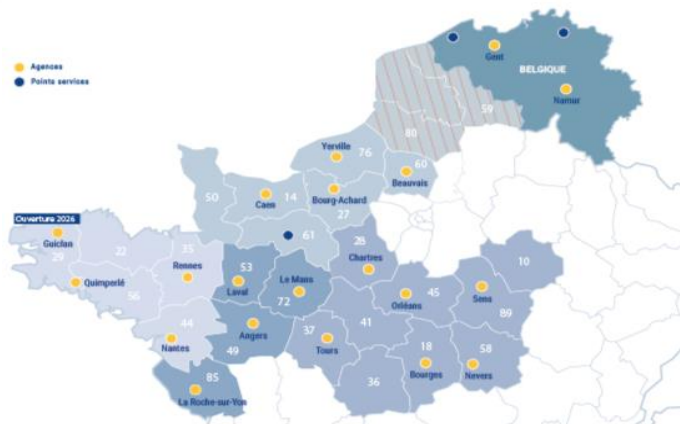 Agences
Points services
Gent
BELGIQUE
Namur
59
80
Yerville
76
60
Beauvais
50
14
Caen
Bourg-Achard
27
61
Ouverture 2026
Guiclan
29
22
35
Rennes
Quimperlé
56
53
Laval
Le Mans
72
28
Chartres
10
45
Orléans
Sens
89
44
Nantes
Angers
49
37
Tours
41
18
Bourges
58
Nevers
36
85
La Roche-sur-Yon